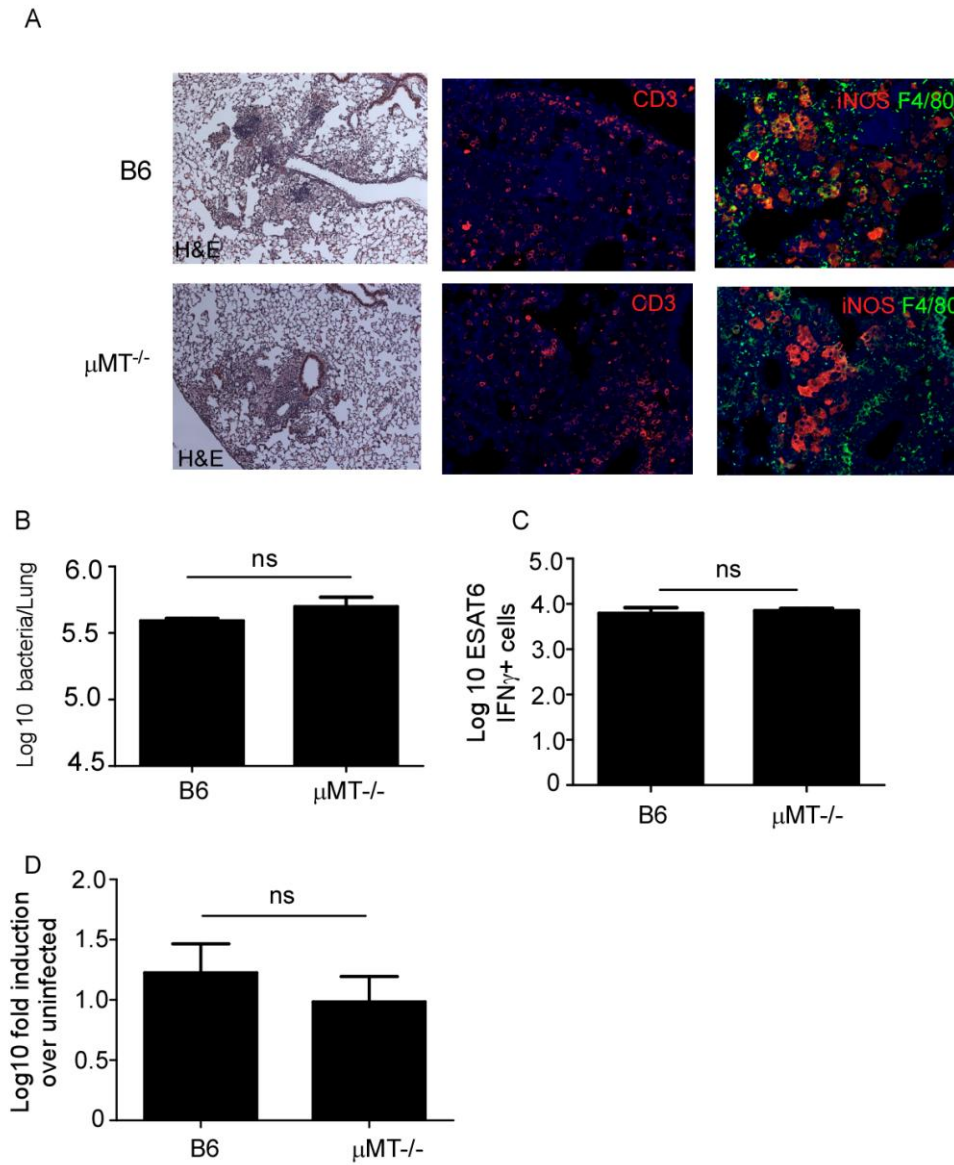 A
B6
H&E
CD3
iNOS F4/80
μMT-/-
H&E
CD3
iNOS F4/80
B
Log10 bacteria/Lung
6.0
5.5
5.0
4.5
ns
B6
μMT-/-
C
Log 10 ESAT6
IFNγ+ cells
5.0
4.0
3.0
2.0
1.0
0
ns
B6
μMT-/-
D
Log10 fold induction
over uninfected
2.0
1.5
1.0
0.5
0
ns
B6
μMT-/-